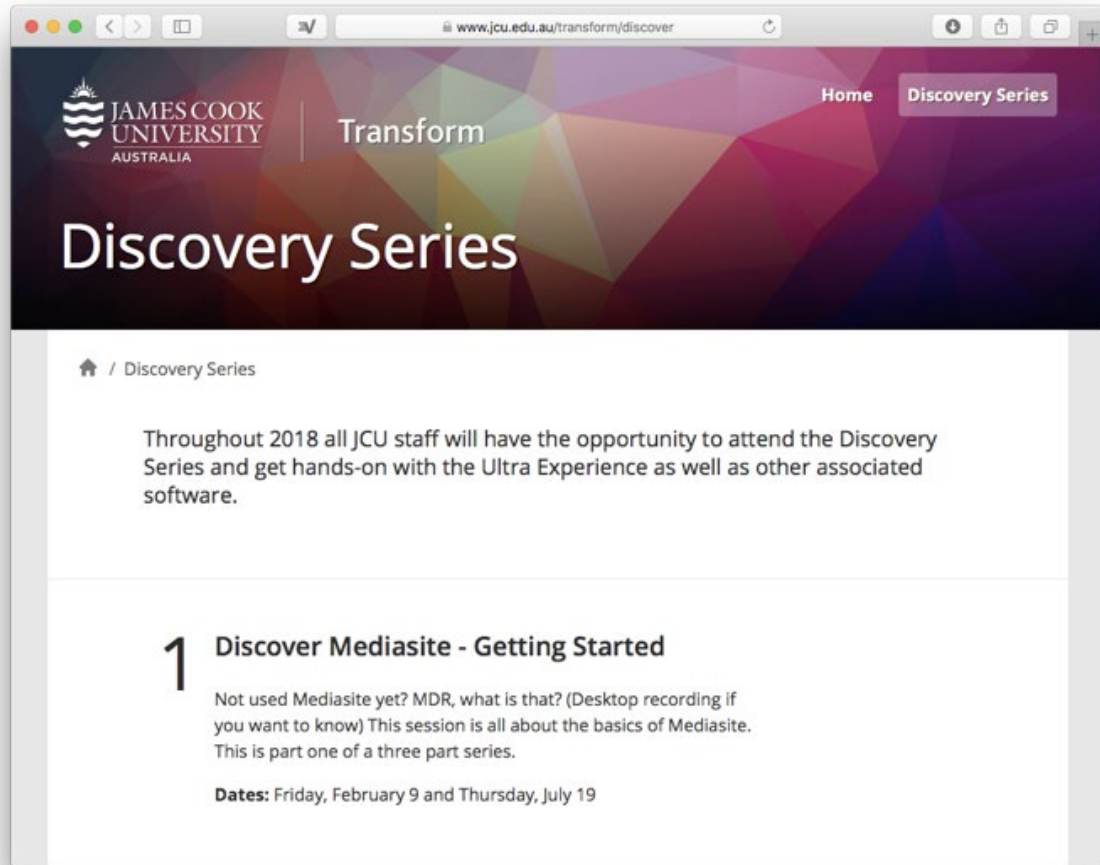 www.jcu.edu.au/transform/discover
JAMES COOK
UNIVERSITY
AUSTRALIA
Transform
Home
Discovery Series
Discovery Series
/ Discovery Series
Throughout 2018 all JCU staff will have the opportunity to attend the Discovery
Series and get hands-on with the Ultra Experience as well as other associated
software.
1
Discover Mediasite - Getting Started
Not used Mediasite yet? MDR, what is that? (Desktop recording if
you want to know) This session is all about the basics of Mediasite.
This is part one of a three part series.
Dates: Friday, February 9 and Thursday, July 19